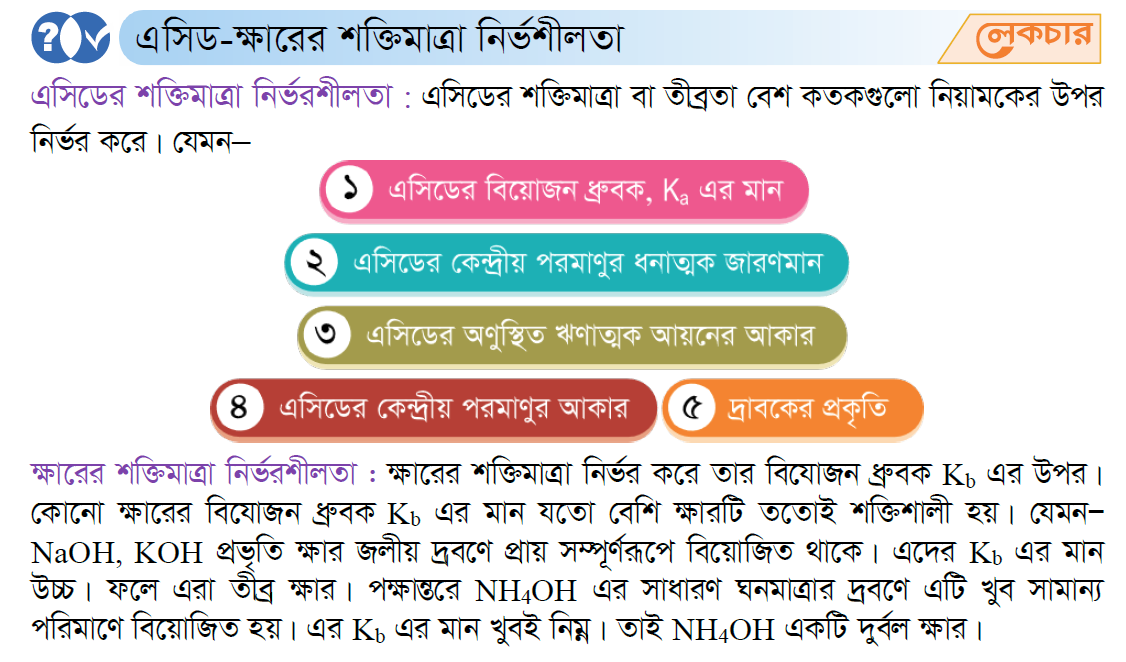 এসিড-ক্ষারের শক্তিমাত্রা নির্ভশীলতা
লেকচার
এসিডের শক্তিমাত্রা নির্ভরশীলতা : এসিডের শক্তিমাত্রা বা তীব্রতা বেশ কতকগুলো নিয়ামকের উপর
নির্ভর করে। যেমন–
১ এসিডের বিয়োজন ধ্রুবক, Kₐ এর মান
২ এসিডের কেন্দ্রীয় পরমাণুর ধনাত্মক জারণমান
৩ এসিডের অণুস্থিত ঋণাত্মক আয়নের আকার
৪ এসিডের কেন্দ্রীয় পরমাণুর আকার ৫ দ্রাবকের প্রকৃতি
ক্ষারের শক্তিমাত্রা নির্ভরশীলতা : ক্ষারের শক্তিমাত্রা নির্ভর করে তার বিযোজন ধ্রুবক Kb এর উপর।
কোনো ক্ষারের বিযোজন ধ্রুবক Kb এর মান যতো বেশি ক্ষারটি ততোই শক্তিশালী হয়। যেমন–
NaOH, KOH প্রভৃতি ক্ষার জলীয় দ্রবণে প্রায় সম্পূর্ণরূপে বিয়োজিত থাকে। এদের Kb এর মান
উচ্চ। ফলে এরা তীব্র ক্ষার। পক্ষান্তরে NH₄OH এর সাধারণ ঘনমাত্রার দ্রবণে এটি খুব সামান্য
পরিমাণে বিয়োজিত হয়। এর Kb এর মান খুবই নিম্ন। তাই NH₄OH একটি দুর্বল ক্ষার।